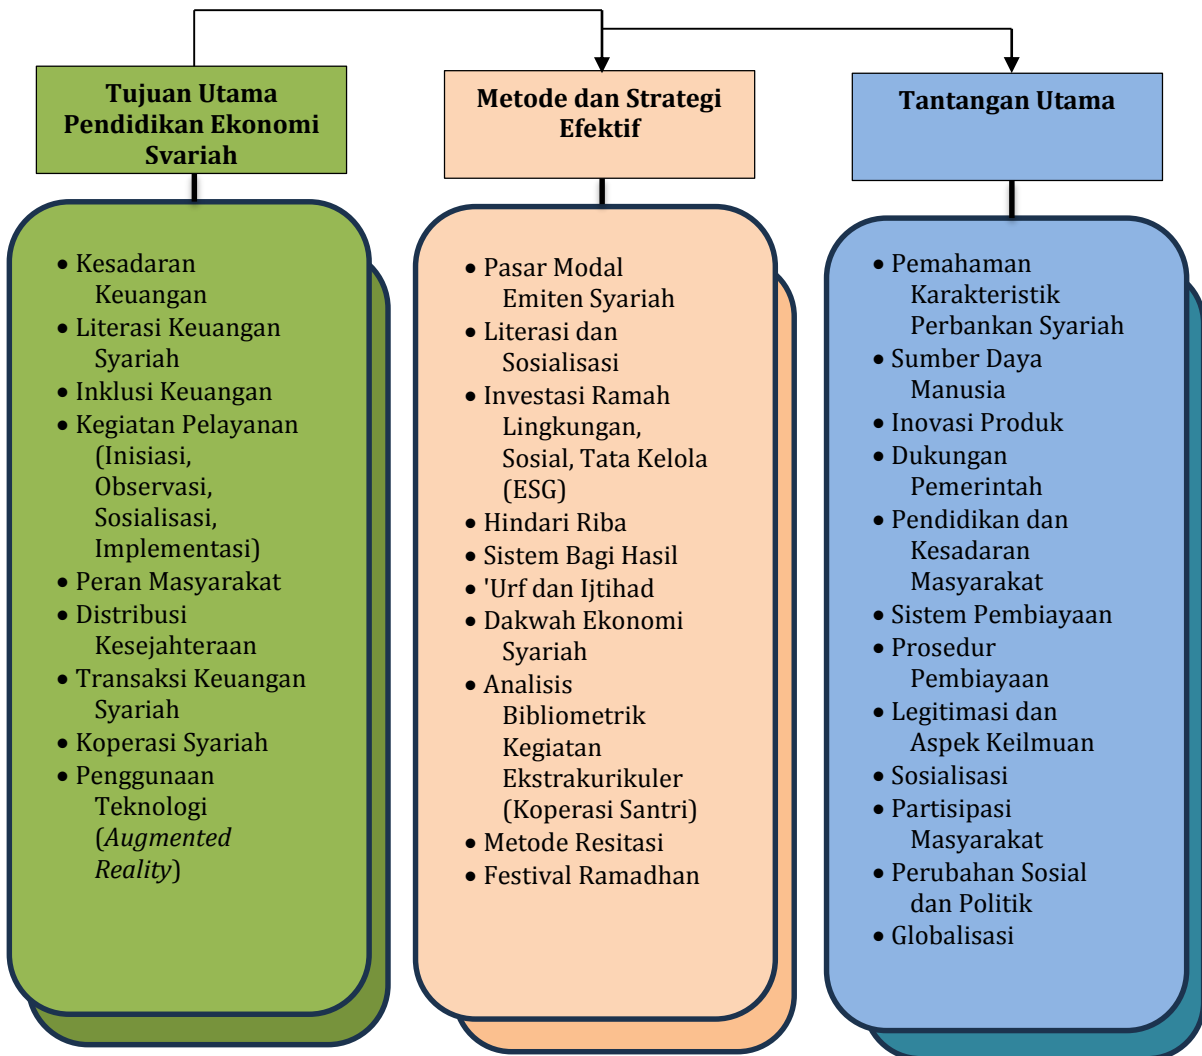 Tujuan Utama
Pendidikan Ekonomi
Svariah
• Kesadaran
Keuangan
• Literasi Keuangan
Syariah
• Inklusi Keuangan
• Kegiatan Pelayanan
(Inisiasi,
Observasi,
Sosialisasi,
Implementasi)
• Peran Masyarakat
• Distribusi
Kesejahteraan
• Transaksi Keuangan
Syariah
• Koperasi Syariah
• Penggunaan
Teknologi
(Augmented
Reality)
Metode dan Strategi
Efektif
• Pasar Modal
Emiten Syariah
• Literasi dan
Sosialisasi
• Investasi Ramah
Lingkungan,
Sosial, Tata Kelola
(ESG)
• Hindari Riba
• Sistem Bagi Hasil
• 'Urf dan Ijtihad
• Dakwah Ekonomi
Syariah
• Analisis
Bibliometrik
Kegiatan
Ekstrakurikuler
(Koperasi Santri)
• Metode Resitasi
• Festival Ramadhan
Tantangan Utama
• Pemahaman
Karakteristik
Perbankan Syariah
• Sumber Daya
Manusia
• Inovasi Produk
• Dukungan
Pemerintah
• Pendidikan dan
Kesadaran
Masyarakat
• Sistem Pembiayaan
• Prosedur
Pembiayaan
• Legitimasi dan
Aspek Keilmuan
• Sosialisasi
• Partisipasi
Masyarakat
• Perubahan Sosial
dan Politik
• Globalisasi